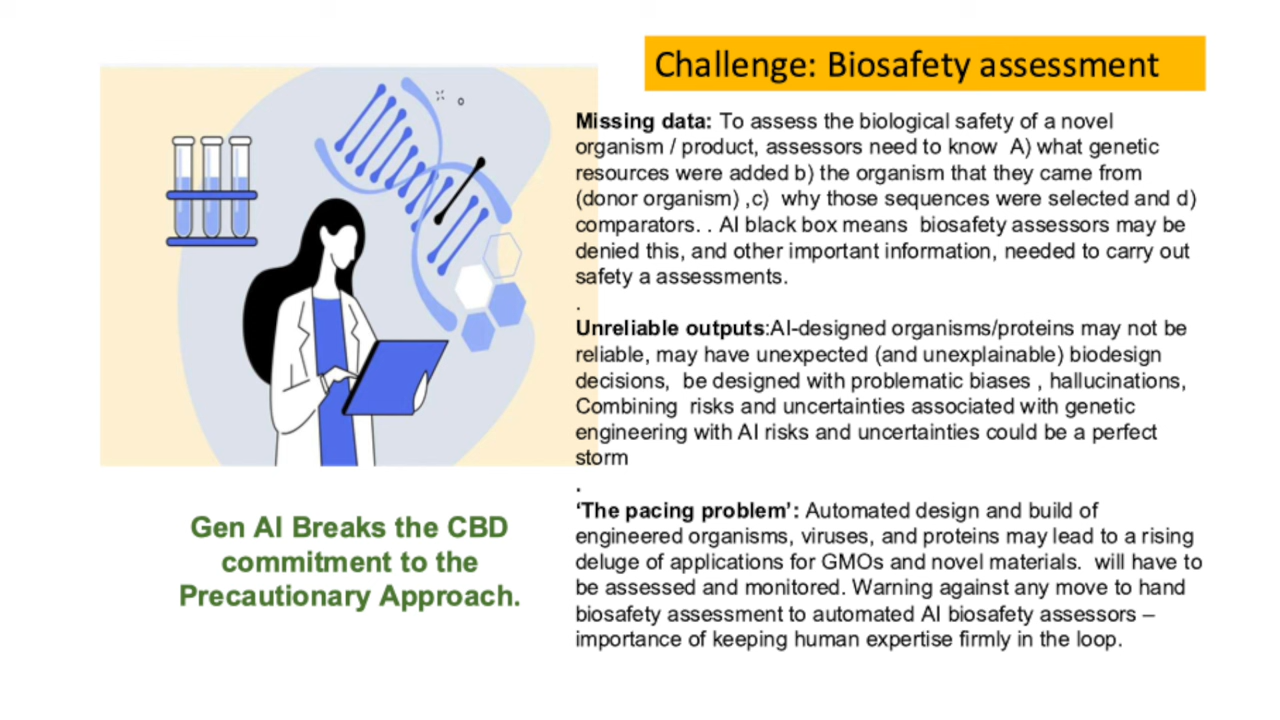 Challenge: Biosafety assessment
Missing data: To assess the biological safety of a novel
organism / product, assessors need to know A) what genetic
resources were added b) the organism that they came from
(donor organism) ,c) why those sequences were selected and d)
comparators. . AI black box means biosafety assessors may be
denied this, and other important information, needed to carry out
safety a assessments.
.
Unreliable outputs:AI-designed organisms/proteins may not be
reliable, may have unexpected (and unexplainable) biodesign
decisions, be designed with problematic biases , hallucinations,
Combining risks and uncertainties associated with genetic
engineering with AI risks and uncertainties could be a perfect
storm
.
‘The pacing problem’: Automated design and build of
engineered organisms, viruses, and proteins may lead to a rising
deluge of applications for GMOs and novel materials. will have to
be assessed and monitored. Warning against any move to hand
biosafety assessment to automated AI biosafety assessors –
importance of keeping human expertise firmly in the loop.
Gen AI Breaks the CBD
commitment to the
Precautionary Approach.